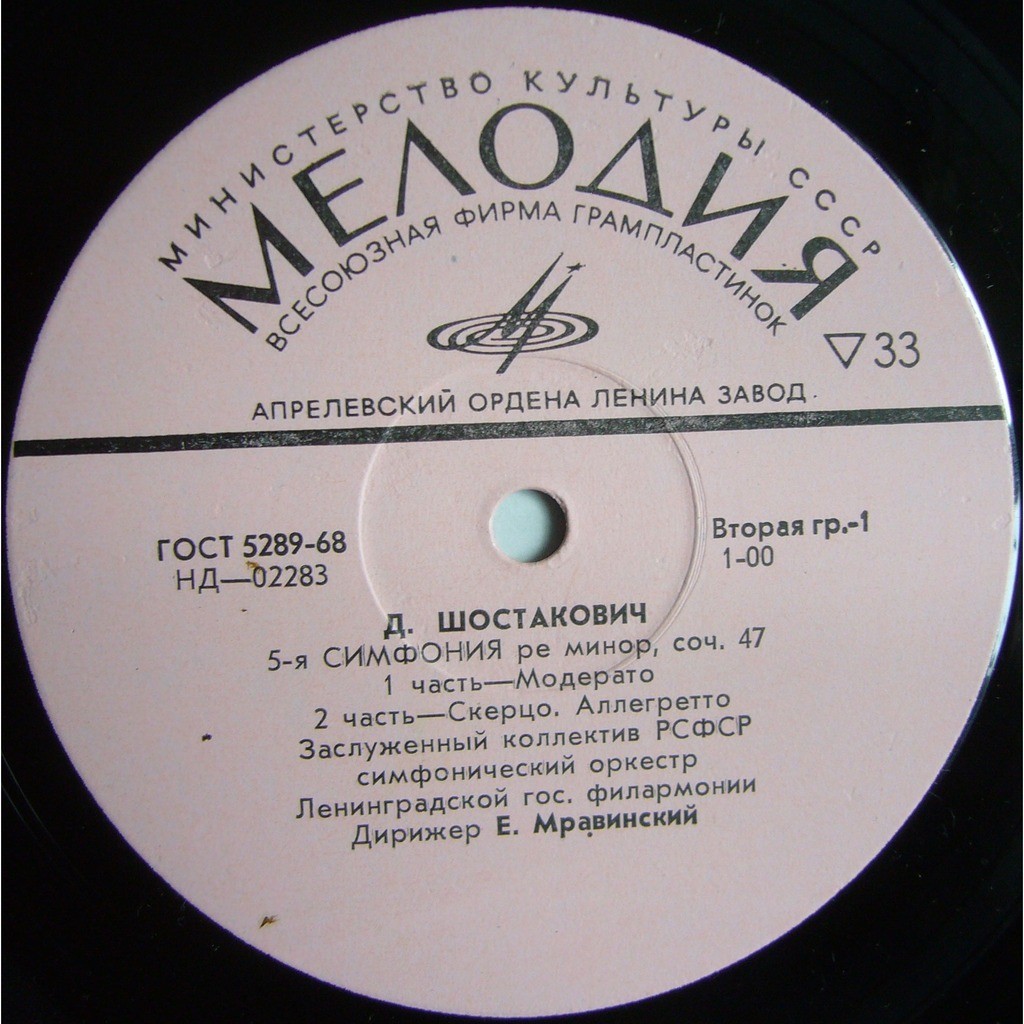 МИНИСТЕРСТВО КУЛЬТУРЫ СССР
МЕЛОДИЯ
ВСЕСОЮЗНАЯ ФИРМА ГРАМПЛАСТИНОК
▽33
АПРЕЛЕВСКИЙ ОРДЕНА ЛЕНИНА ЗАВОД.
ГОСТ 5289-68
НД—02283
Вторая гр.-1
1-00
Д. ШОСТАКОВИЧ
5-я СИМФОНИЯ ре минор, соч. 47
1 часть—Модерато
2 часть—Скерцо. Аллегретто
Заслуженный коллектив РСФСР
симфонический оркестр
Ленинградской гос. филармонии
Дирижер Е. Мравинский